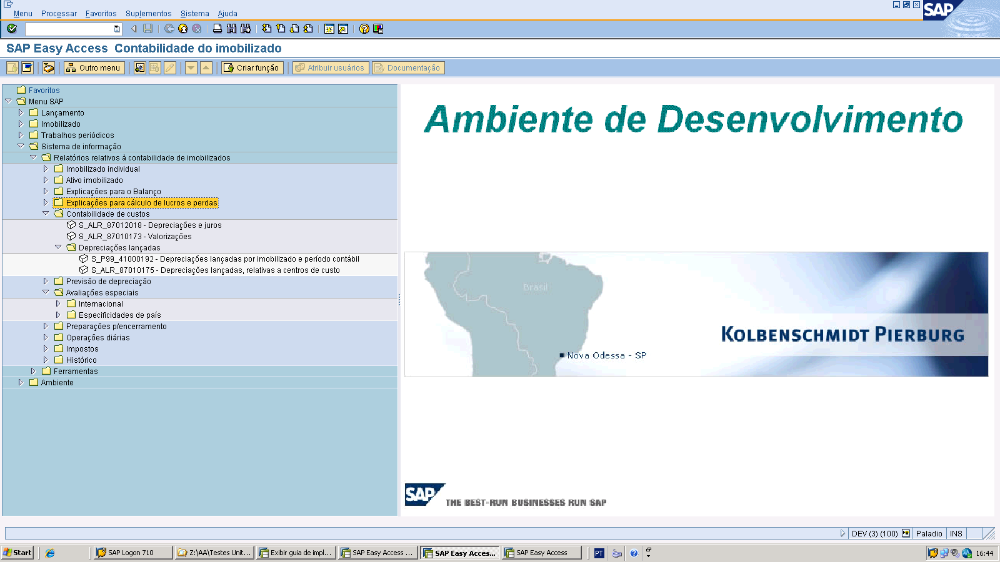 Menu Processar Favoritos Suplementos Sistema Ajuda
SAP
SAP Easy Access Contabilidade do imobilizado
Outro menu Criar função Atribuir usuários Documentação
Favoritos
Menu SAP
Lançamento
Imobilizado
Trabalhos periódicos
Sistema de informação
Relatórios relativos à contabilidade de imobilizados
Imobilizado individual
Ativo imobilizado
Explicações para o Balanço
Explicações para cálculo de lucros e perdas
Contabilidade de custos
S_ALR_87012018 - Depreciações e juros
S_ALR_87010173 - Valorizações
Depreciações lançadas
S_P99_41000192 - Depreciações lançadas por imobilizado e período contábil
S_ALR_87010175 - Depreciações lançadas, relativas a centros de custo
Previsão de depreciação
Avaliações especiais
Internacional
Especificidades de país
Preparações p/encerramento
Operações diárias
Impostos
Histórico
Ferramentas
Ambiente
Ambiente de Desenvolvimento
Brasil
KOLBENSCHMIDT PIERBURG
Nova Odessa - SP
SAP THE BEST-RUN BUSINESSES RUN SAP
DEV (3) (100) Paladio INS
Start SAP Logon 710 Z:\AA\Testes Unit... Exibir guia de impl... SAP Easy Access ... SAP Easy Acces... SAP Easy Access PT 16:44